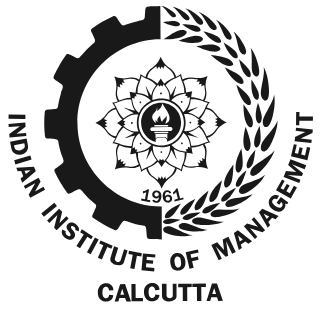 1961
INDIAN INSTITUTE OF MANAGEMENT
CALCUTTA